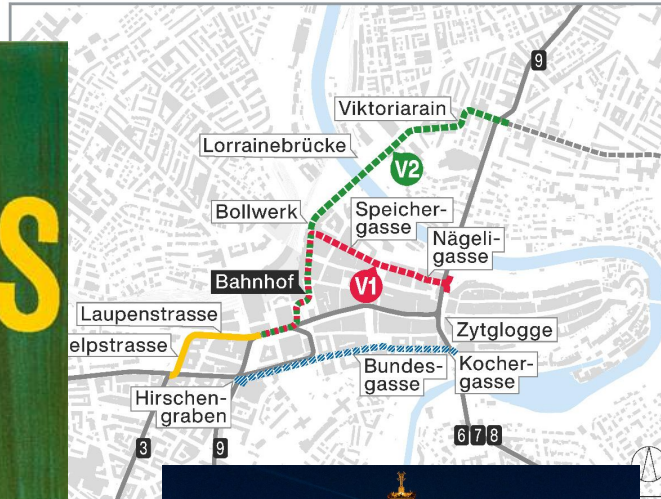 9
Viktoriarain
Lorrainebrücke
V2
S
Bollwerk
Speicher-
gasse
Nägeli-
gasse
Bahnhof
V1
Laupenstrasse
elpstrasse
Zytglogge
Bundes-
gasse
Kocher-
gasse
Hirschen-
graben
3
9
6 7 8